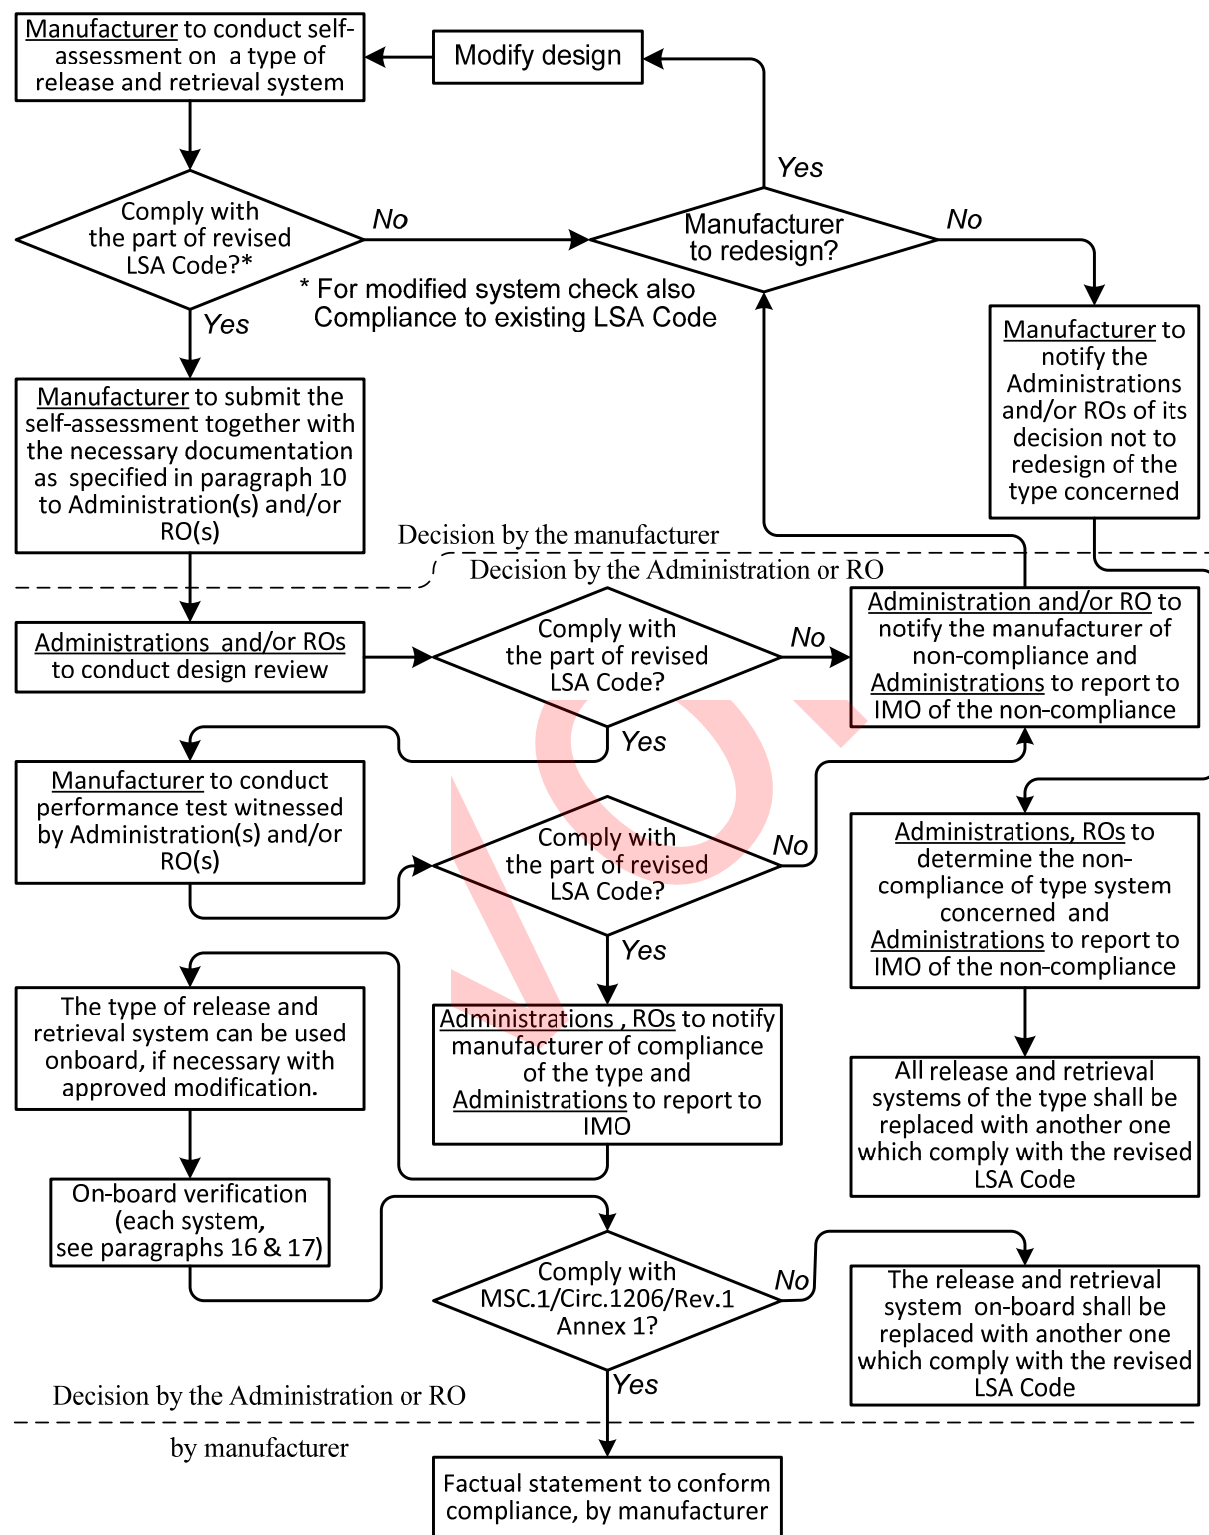 Manufacturer to conduct self-
assessment on a type of
release and retrieval system
Modify design
Yes
Comply with
the part of revised
LSA Code?*
No
Manufacturer
to redesign?
No
* For modified system check also
Compliance to existing LSA Code
Yes
Manufacturer to
notify the
Administrations
and/or ROs of its
decision not to
redesign of the
type concerned
Manufacturer to submit the
self-assessment together with
the necessary documentation
as specified in paragraph 10
to Administration(s) and/or
RO(s)
Decision by the manufacturer
Decision by the Administration or RO
Administrations and/or ROs
to conduct design review
Comply with
the part of revised
LSA Code?
No
Administration and/or RO to
notify the manufacturer of
non-compliance and
Administrations to report to
IMO of the non-compliance
Yes
Manufacturer to conduct
performance test witnessed
by Administration(s) and/or
RO(s)
Comply with
the part of revised
LSA Code?
No
Administrations, ROs to
determine the non-
compliance of type system
concerned and
Administrations to report to
IMO of the non-compliance
Yes
The type of release and
retrieval system can be used
onboard, if necessary with
approved modification.
Administrations , ROs to notify
manufacturer of compliance
of the type and
Administrations to report to
IMO
All release and retrieval
systems of the type shall be
replaced with another one
which comply with the revised
LSA Code
On-board verification
(each system,
see paragraphs 16 & 17)
Comply with
MSC.1/Circ.1206/Rev.1
Annex 1?
No
The release and retrieval
system on-board shall be
replaced with another one
which comply with the revised
LSA Code
Yes
Decision by the Administration or RO
by manufacturer
Factual statement to conform
compliance, by manufacturer